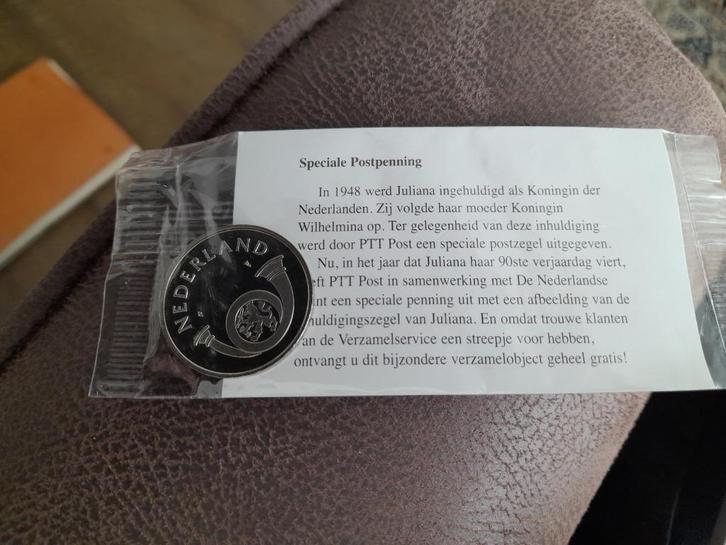 Speciale Postpenning
In 1948 werd Juliana ingehuldigd als Koningin der
Nederlanden. Zij volgde haar moeder Koningin
Wilhelmina op. Ter gelegenheid van deze inhuldiging
werd door PTT Post een speciale postzegel uitgegeven.
Nu, in het jaar dat Juliana haar 90ste verjaardag viert,
eft PTT Post in samenwerking met De Nederlandse
int een speciale penning uit met een afbeelding van de
huldigingszegel van Juliana. En omdat trouwe klanten
an de Verzamelservice een streepje voor hebben,
ontvangt u dit bijzondere verzamelobject geheel gratis!
NEDERLAND